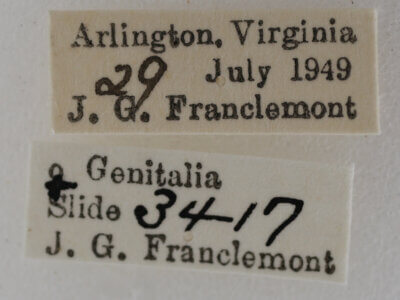 Arlington, Virginia
29 July 1949
J. G. Franclemont
♀ Genitalia
Slide 3417
J. G. Franclemont